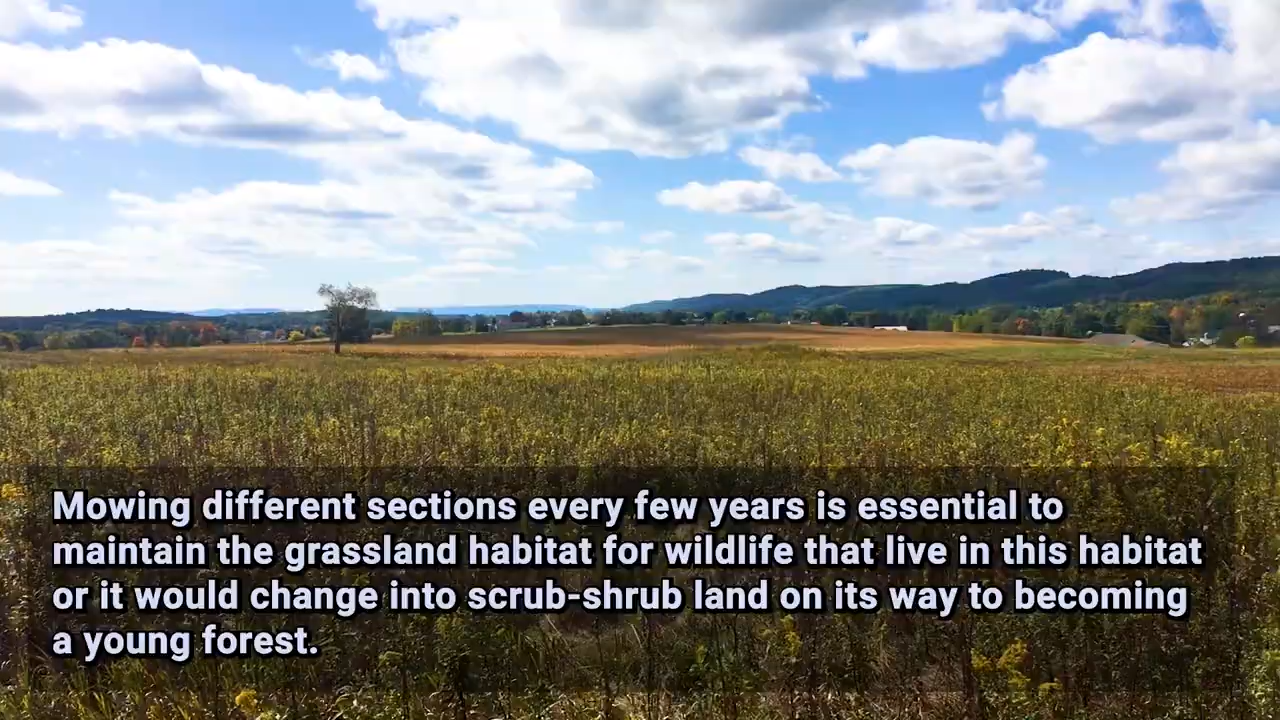 Mowing different sections every few years is essential to
maintain the grassland habitat for wildlife that live in this habitat
or it would change into scrub-shrub land on its way to becoming
a young forest.